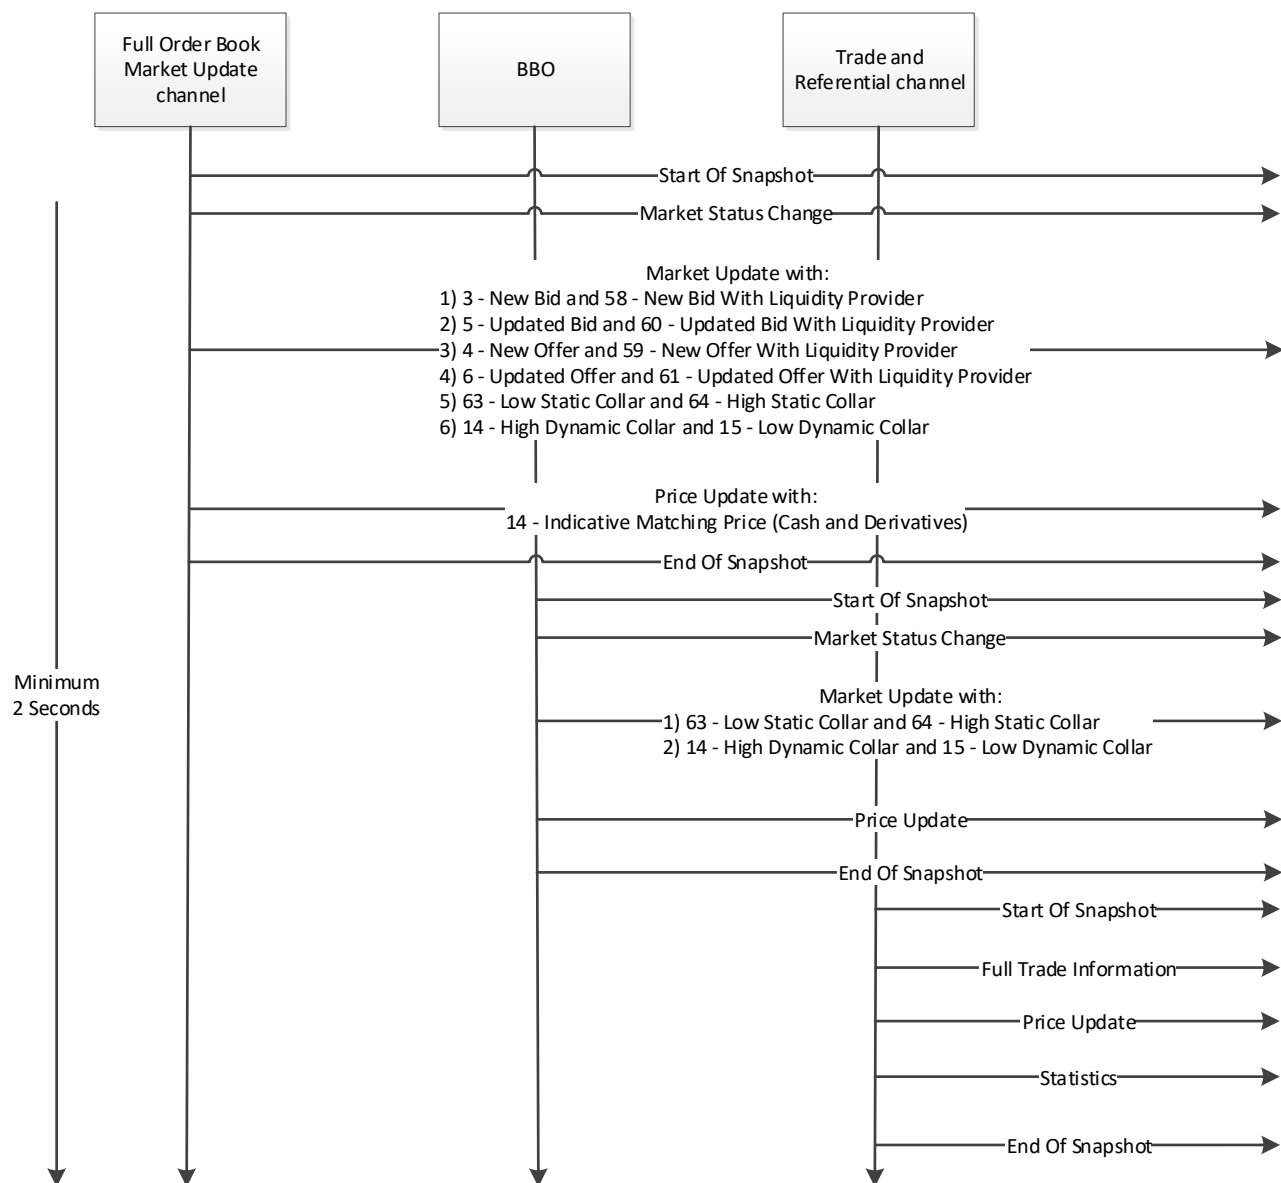 Full Order Book
Market Update
channel
BBO
Trade and
Referential channel
Start Of Snapshot
Market Status Change
Market Update with:
1) 3 - New Bid and 58 - New Bid With Liquidity Provider
2) 5 - Updated Bid and 60 - Updated Bid With Liquidity Provider
3) 4 - New Offer and 59 - New Offer With Liquidity Provider
4) 6 - Updated Offer and 61 - Updated Offer With Liquidity Provider
5) 63 - Low Static Collar and 64 - High Static Collar
6) 14 - High Dynamic Collar and 15 - Low Dynamic Collar
Price Update with:
14 - Indicative Matching Price (Cash and Derivatives)
End Of Snapshot
Start Of Snapshot
Market Status Change
Minimum
2 Seconds
Market Update with:
1) 63 - Low Static Collar and 64 - High Static Collar
2) 14 - High Dynamic Collar and 15 - Low Dynamic Collar
Price Update
End Of Snapshot
Start Of Snapshot
Full Trade Information
Price Update
Statistics
End Of Snapshot